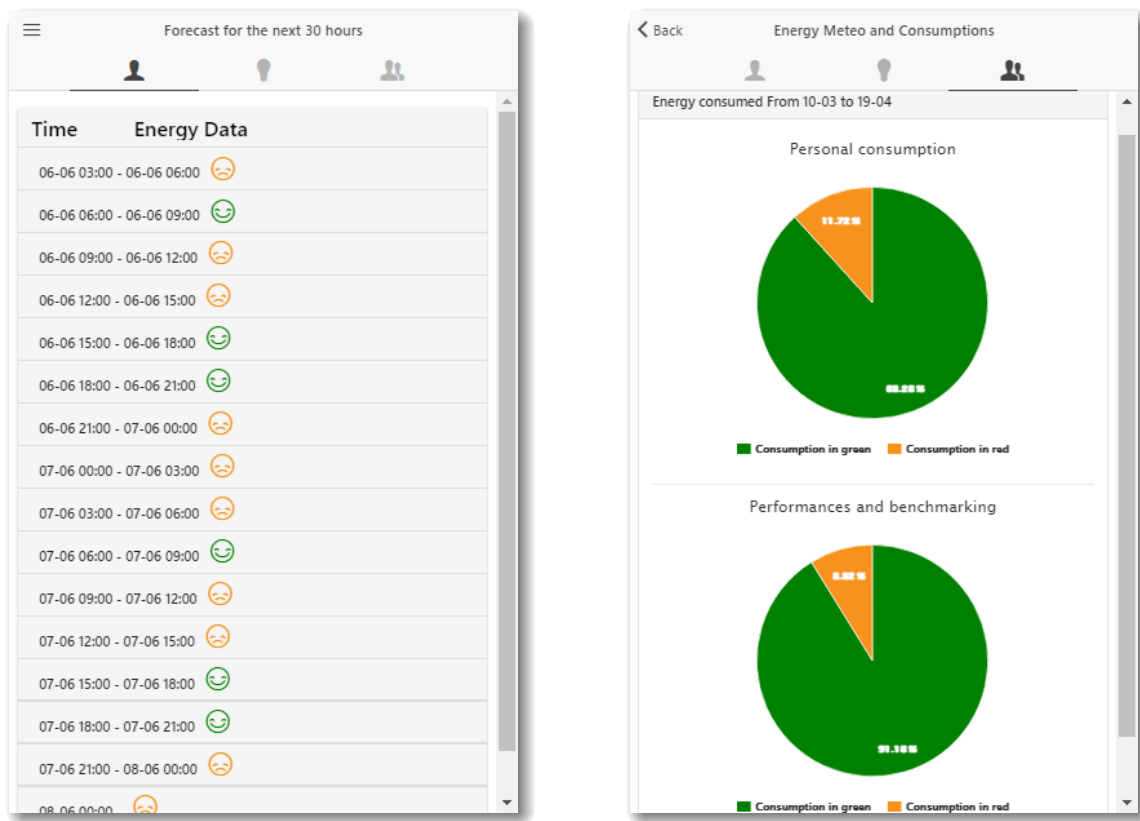 Forecast for the next 30 hours
Time Energy Data
06-06 03:00 - 06-06 06:00
06-06 06:00 - 06-06 09:00
06-06 09:00 - 06-06 12:00
06-06 12:00 - 06-06 15:00
06-06 15:00 - 06-06 18:00
06-06 18:00 - 06-06 21:00
06-06 21:00 - 07-06 00:00
07-06 00:00 - 07-06 03:00
07-06 03:00 - 07-06 06:00
07-06 06:00 - 07-06 09:00
07-06 09:00 - 07-06 12:00
07-06 12:00 - 07-06 15:00
07-06 15:00 - 07-06 18:00
07-06 18:00 - 07-06 21:00
07-06 21:00 - 08-06 00:00
08-06 00:00
Back Energy Meteo and Consumptions
Energy consumed From 10-03 to 19-04
Personal consumption
11.72%
88.28%
Consumption in green Consumption in red
Performances and benchmarking
91.18%
Consumption in green Consumption in red